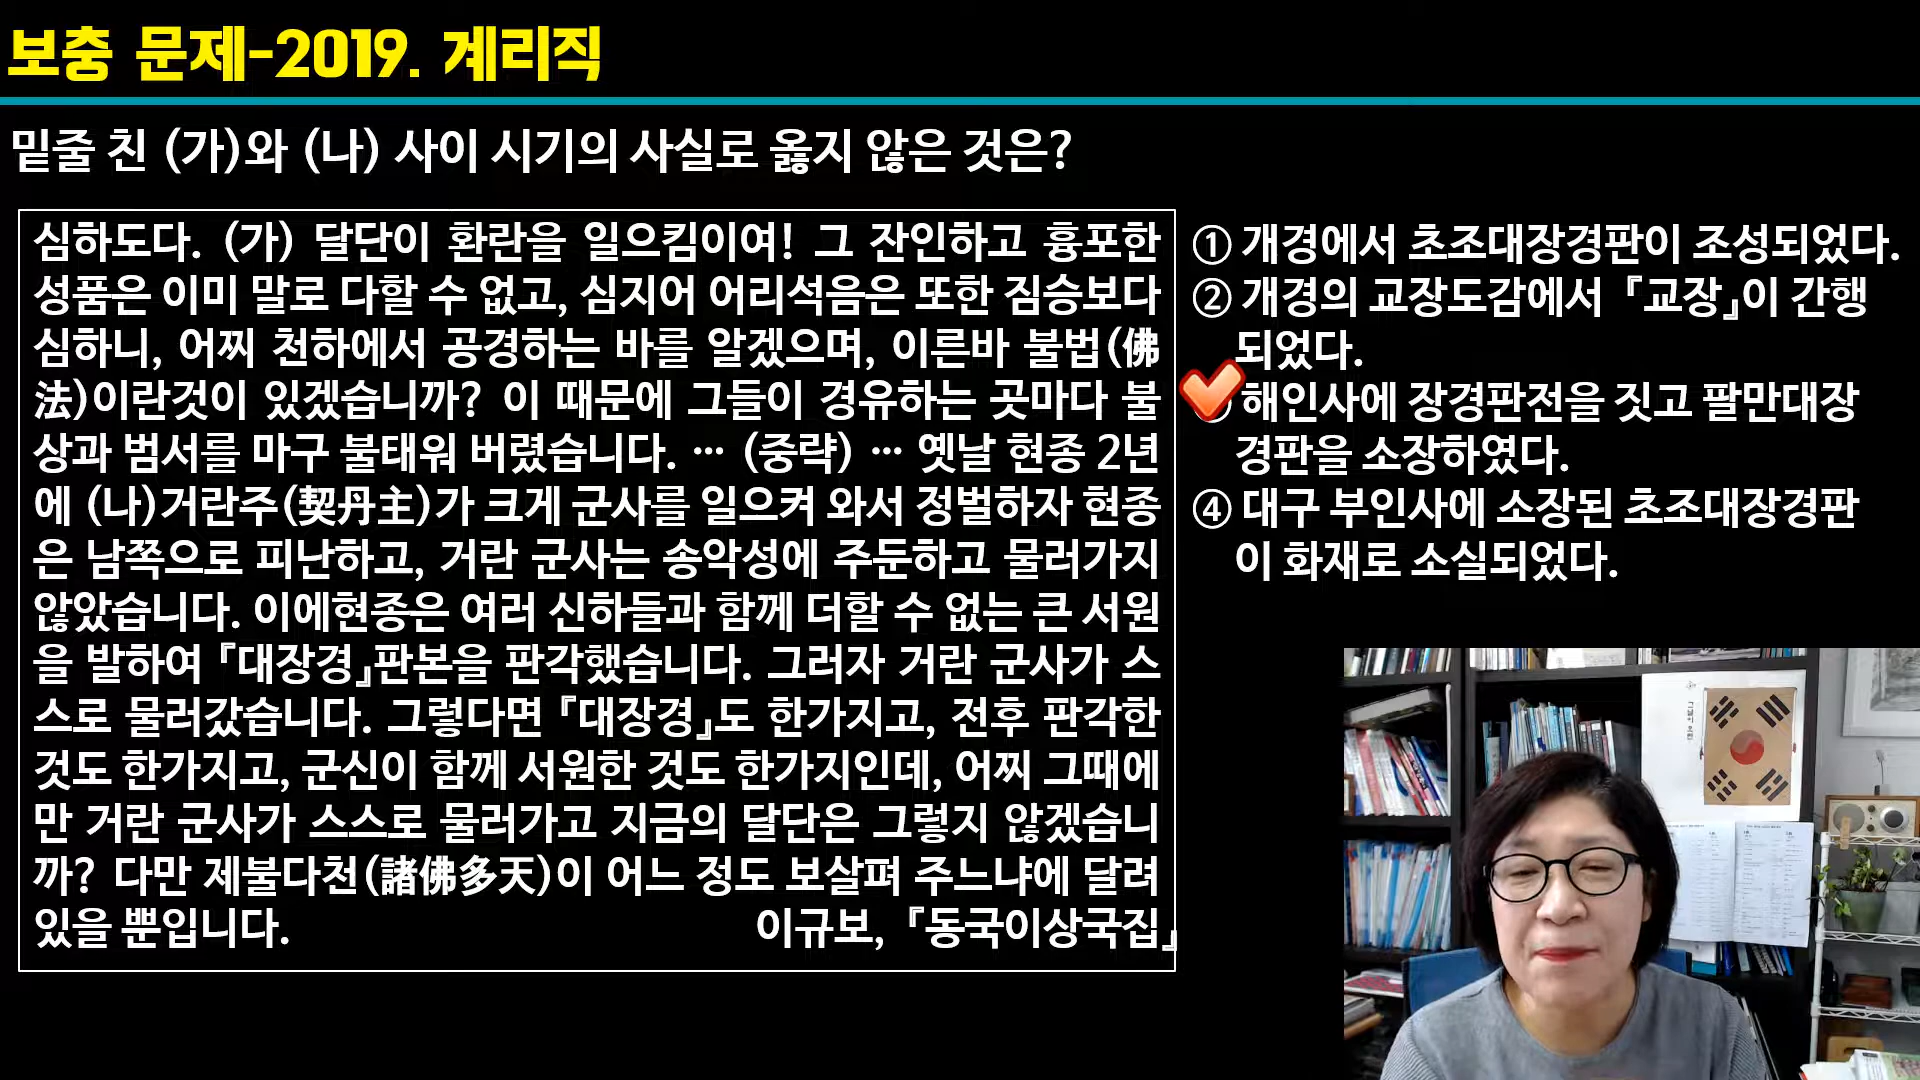 보충 문제-2019. 계리직
밑줄 친 (가)와 (나) 사이 시기의 사실로 옳지 않은 것은?
심하도다. (가) 달단이 환란을 일으킴이여! 그 잔인하고 흉포한
성품은 이미 말로 다할 수 없고, 심지어 어리석음은 또한 짐승보다
심하니, 어찌 천하에서 공경하는 바를 알겠으며, 이른바 불법(佛
法)이란것이 있겠습니까? 이 때문에 그들이 경유하는 곳마다 불
상과 범서를 마구 불태워 버렸습니다. … (중략) … 옛날 현종 2년
에 (나)거란주(契丹主)가 크게 군사를 일으켜 와서 정벌하자 현종
은 남쪽으로 피난하고, 거란 군사는 송악성에 주둔하고 물러가지
않았습니다. 이에현종은 여러 신하들과 함께 더할 수 없는 큰 서원
을 발하여 『대장경』판본을 판각했습니다. 그러자 거란 군사가 스
스로 물러갔습니다. 그렇다면 『대장경』도 한가지고, 전후 판각한
것도 한가지고, 군신이 함께 서원한 것도 한가지인데, 어찌 그때에
만 거란 군사가 스스로 물러가고 지금의 달단은 그렇지 않겠습니
까? 다만 제불다천(諸佛多天)이 어느 정도 보살펴 주느냐에 달려
있을 뿐입니다. 이규보, 『동국이상국집』
① 개경에서 초조대장경판이 조성되었다.
② 개경의 교장도감에서 『교장』이 간행
되었다.
해인사에 장경판전을 짓고 팔만대장
경판을 소장하였다.
④ 대구 부인사에 소장된 초조대장경판
이 화재로 소실되었다.